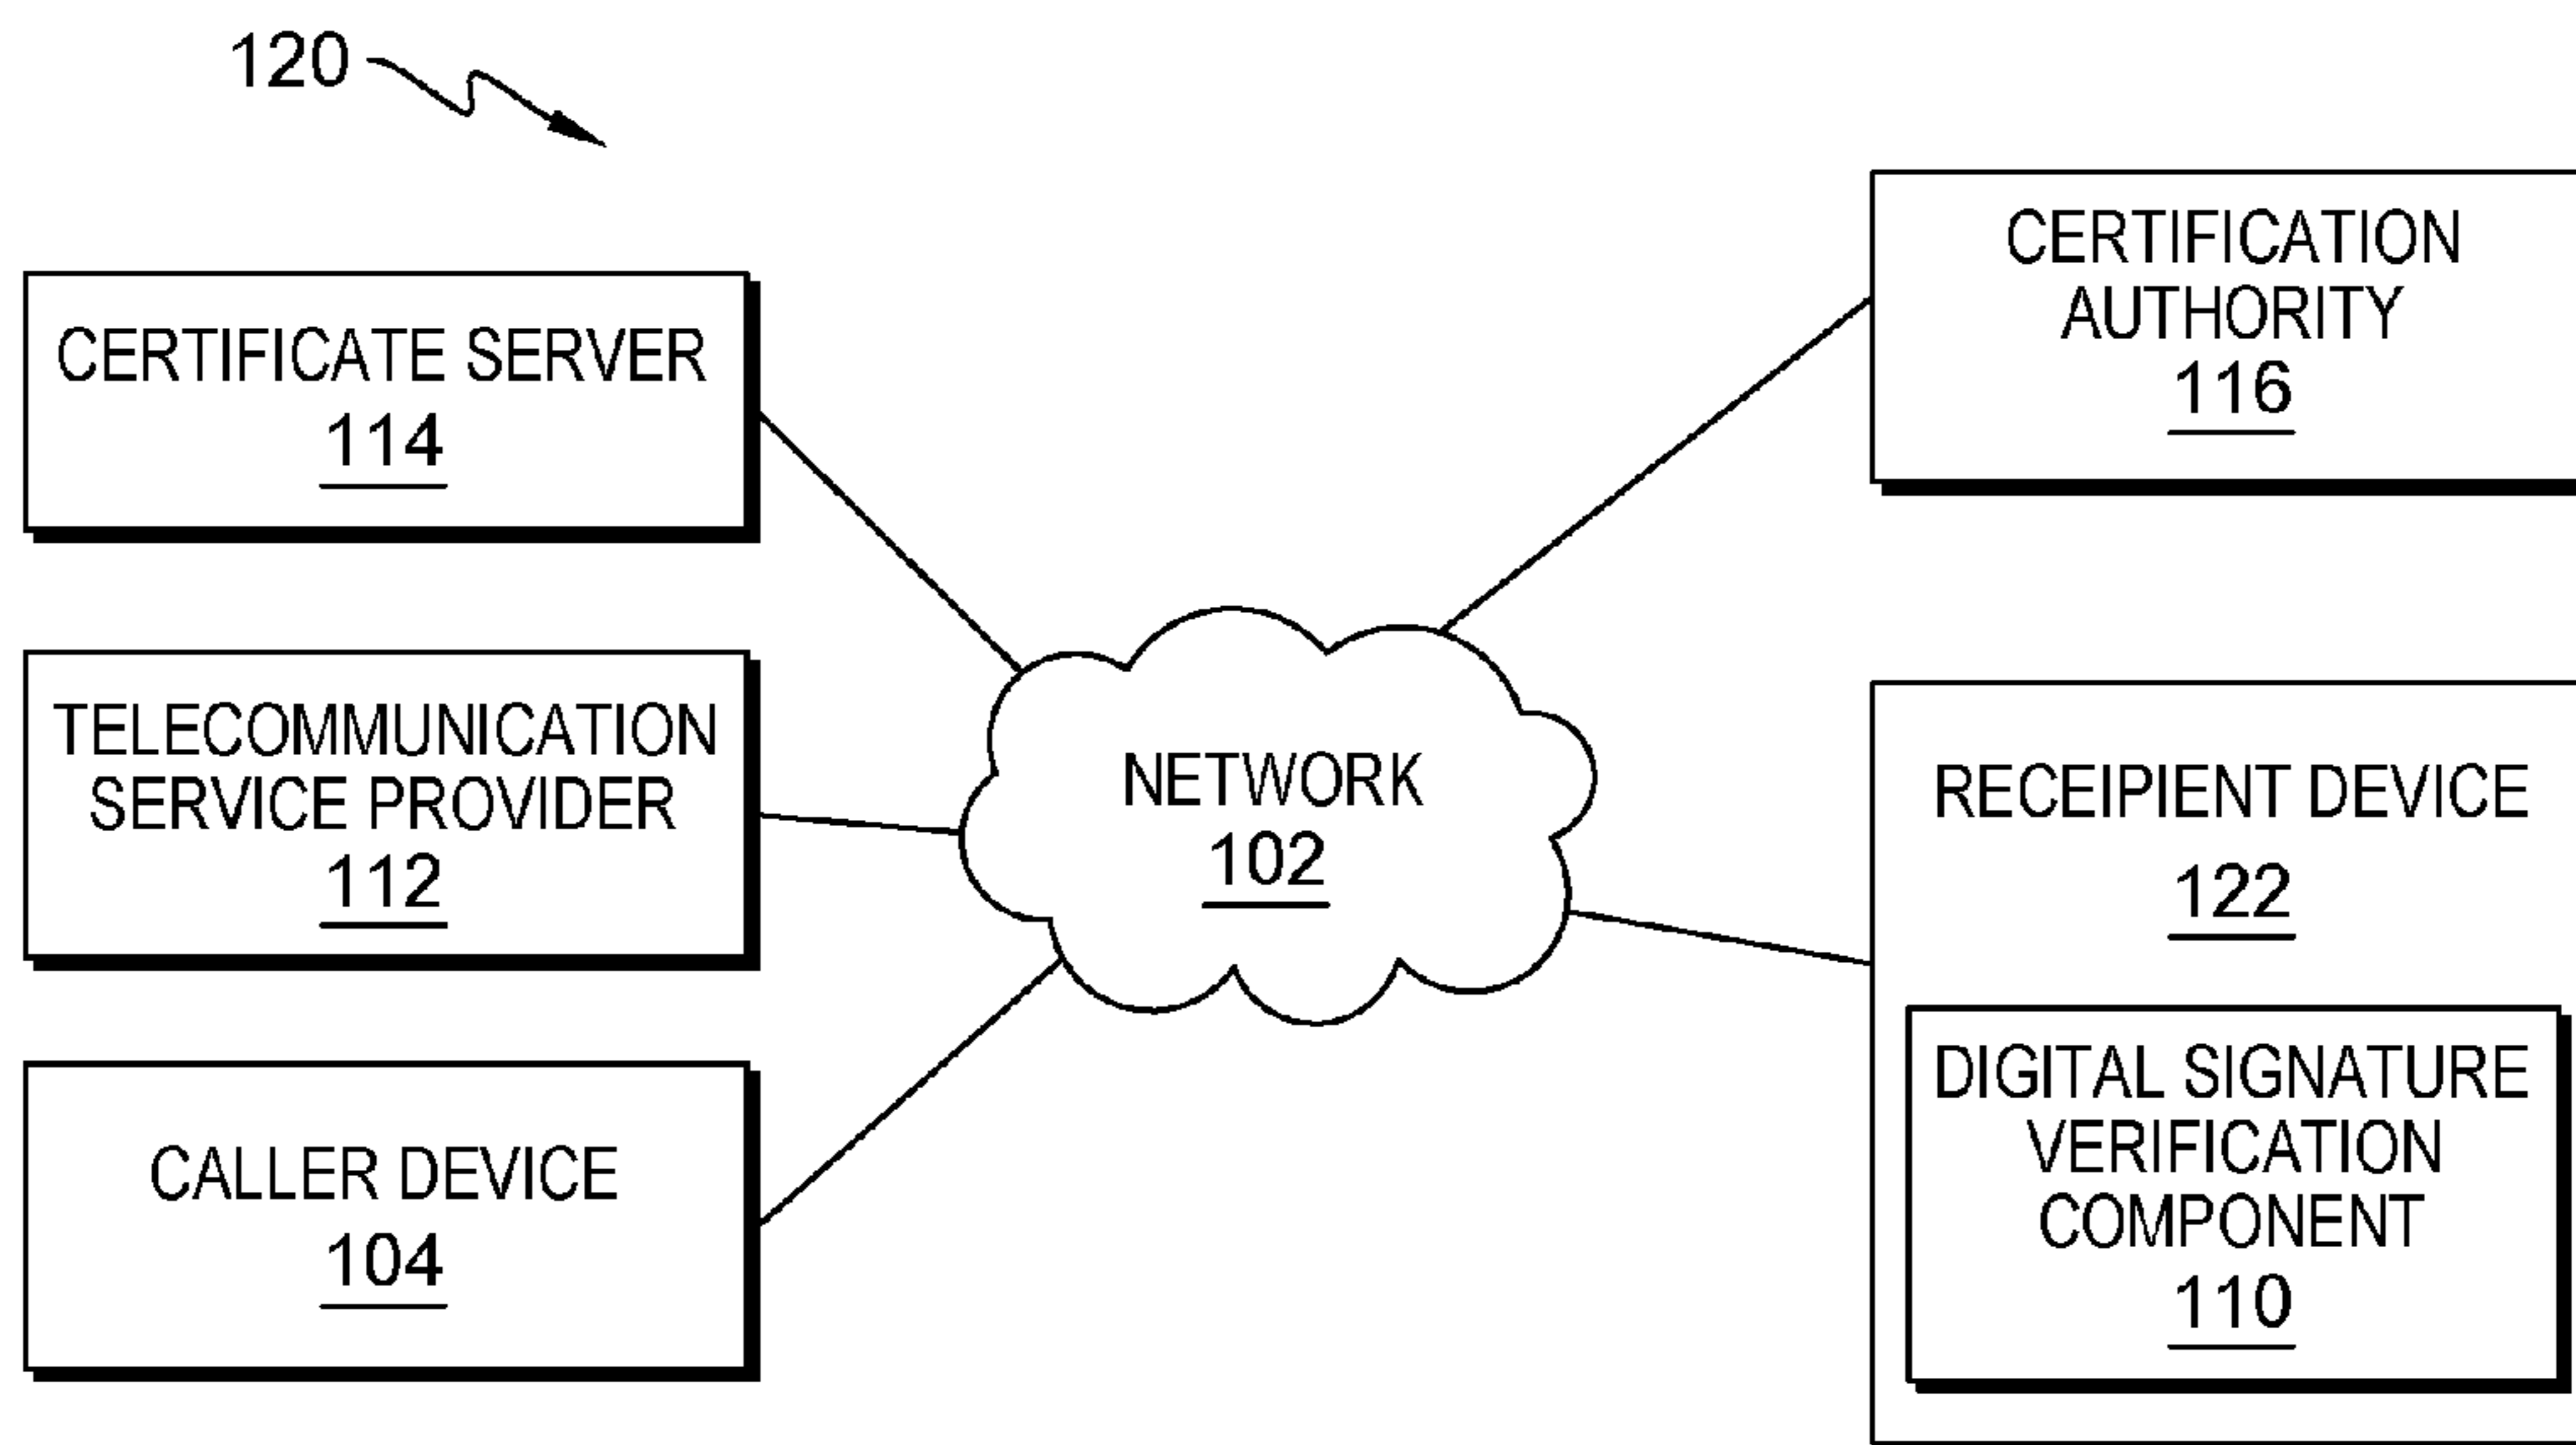 120
CERTIFICATE SERVER
114
TELECOMMUNICATION
SERVICE PROVIDER
112
CALLER DEVICE
104
NETWORK
102
CERTIFICATION
AUTHORITY
116
RECEIPIENT DEVICE
122
DIGITAL SIGNATURE
VERIFICATION
COMPONENT
110